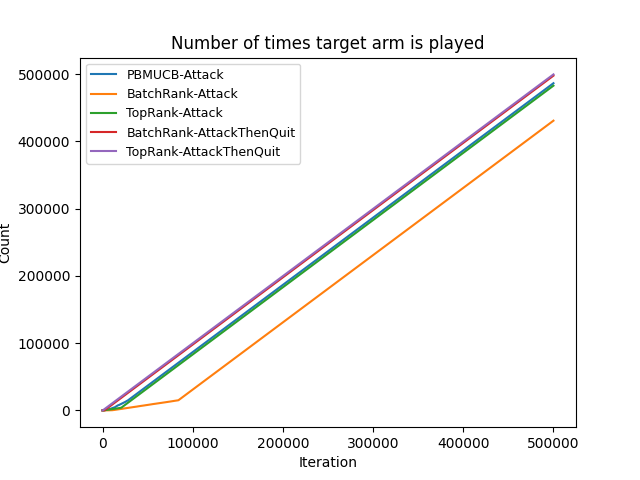 Number of times target arm is played
PBMUCB-Attack
BatchRank-Attack
TopRank-Attack
BatchRank-AttackThenQuit
TopRank-AttackThenQuit
500000
400000
300000
200000
100000
0
Count
0 100000 200000 300000 400000 500000
Iteration